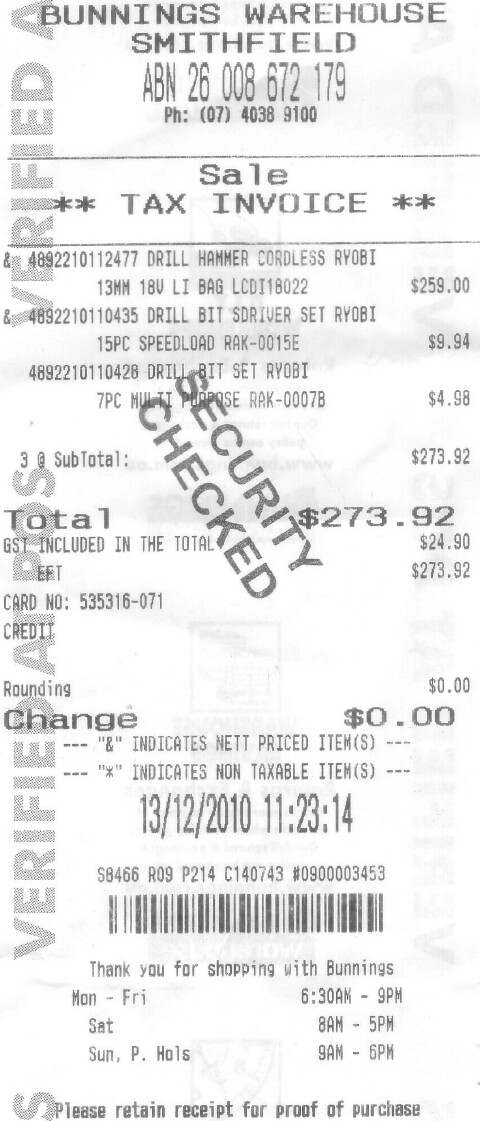 BUNNINGS WAREHOUSE
SMITHFIELD
ABN 26 008 672 179
Ph: (07) 4038 9100
Sale
** TAX INVOICE **
& 4892210112477 DRILL HAMMER CORDLESS RYOBI
13MM 18V LI BAG LCDI18022 $259.00
& 4892210110435 DRILL BIT SDRIVER SET RYOBI
15PC SPEEDLOAD RAK-0015E $9.94
4892210110428 DRILL BIT SET RYOBI
7PC MULTI PURPOSE RAK-0007B $4.98
SECURITY
CHECKED
3 @ SubTotal: $273.92
Total $273.92
GST INCLUDED IN THE TOTAL $24.90
EFT $273.92
CARD NO: 535316-071
CREDIT
Rounding $0.00
Change $0.00
--- "&" INDICATES NETT PRICED ITEM(S) ---
--- "*" INDICATES NON TAXABLE ITEM(S) ---
13/12/2010 11:23:14
S8466 R09 P214 C140743 #0900003453
Thank you for shopping with Bunnings
Mon - Fri 6:30AM - 9PM
Sat 8AM - 5PM
Sun, P. Hols 9AM - 6PM
Please retain receipt for proof of purchase
VERIFIED AT POS
VERIFIED A